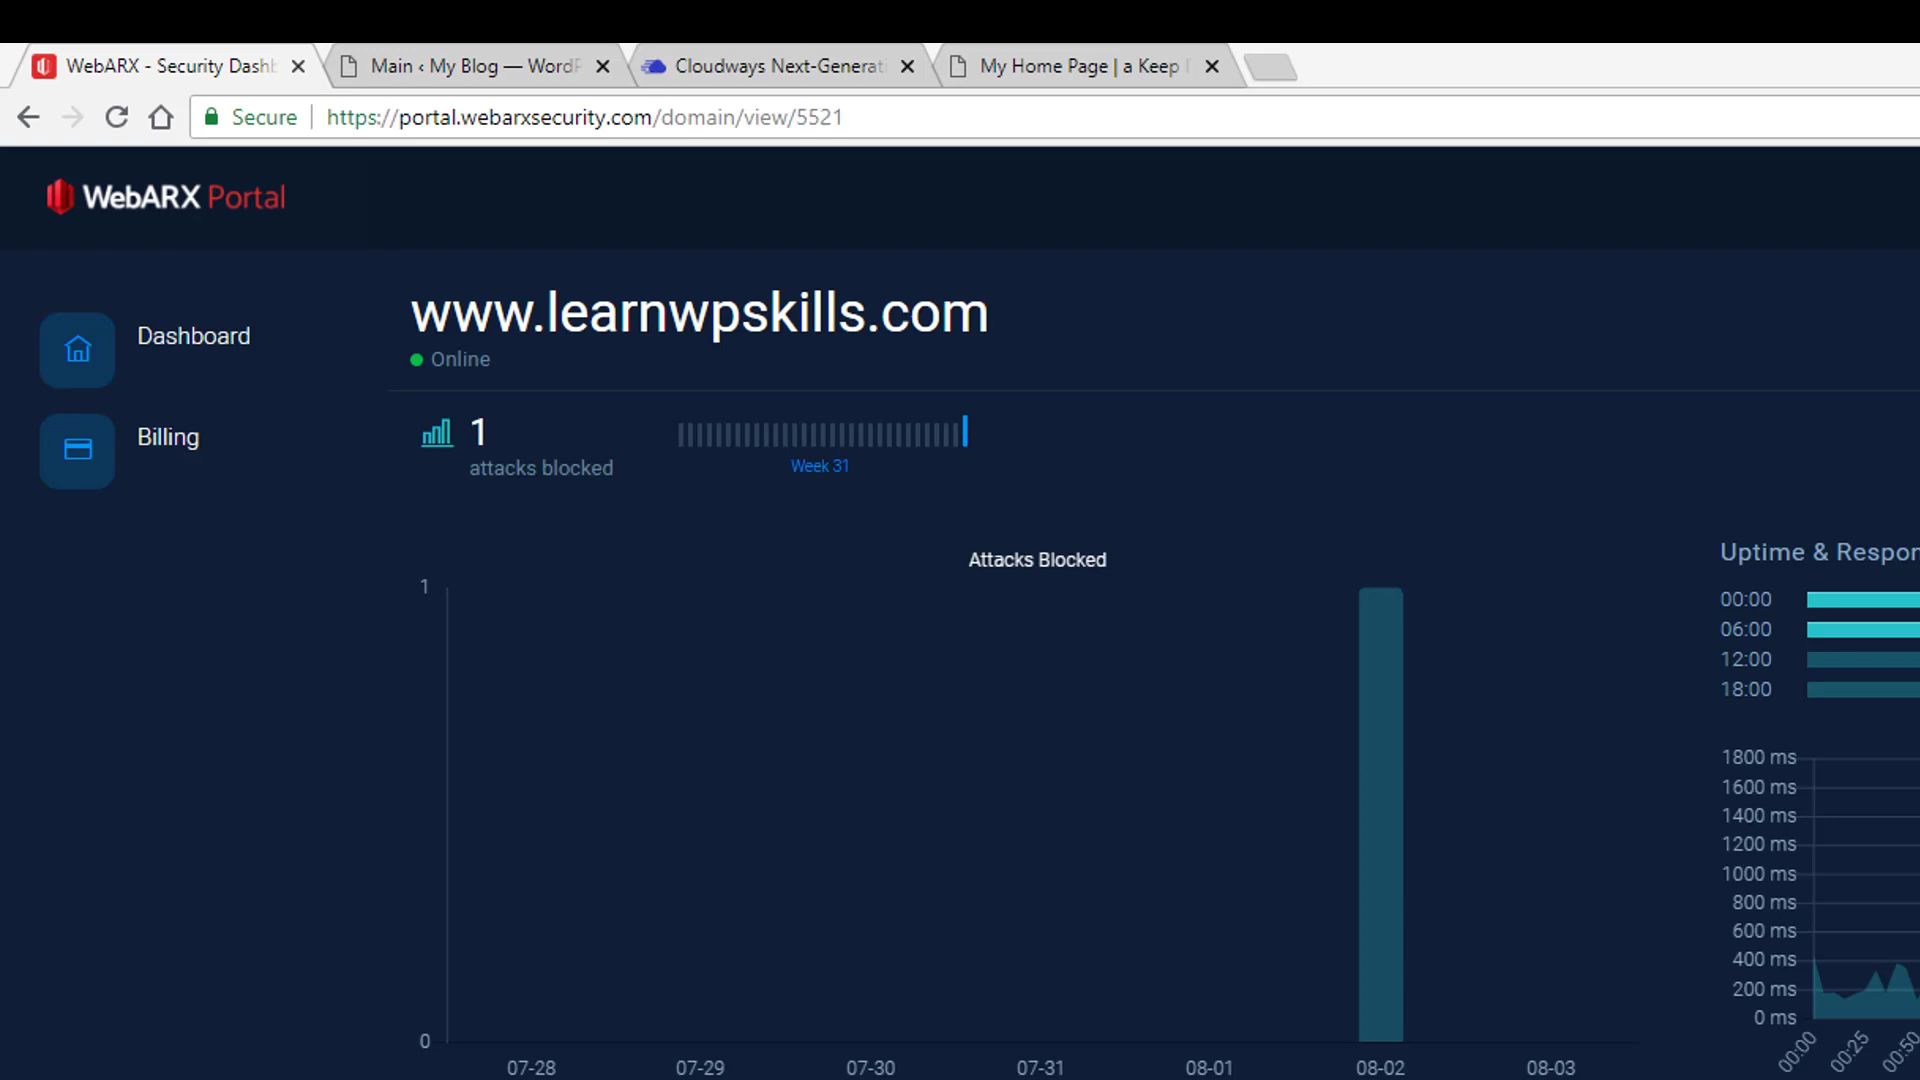 WebARX - Security Dashb
Main ‹ My Blog — WordP
Cloudways Next-Generati
My Home Page | a Keep
Secure
https://portal.webarxsecurity.com/domain/view/5521
WebARX Portal
Dashboard
Billing
www.learnwpskills.com
Online
1
attacks blocked
Week 31
Attacks Blocked
1
0
07-28
07-29
07-30
07-31
08-01
08-02
08-03
Uptime & Respon
00:00
06:00
12:00
18:00
1800 ms
1600 ms
1400 ms
1200 ms
1000 ms
800 ms
600 ms
400 ms
200 ms
0 ms
00:00
00:25
00:50